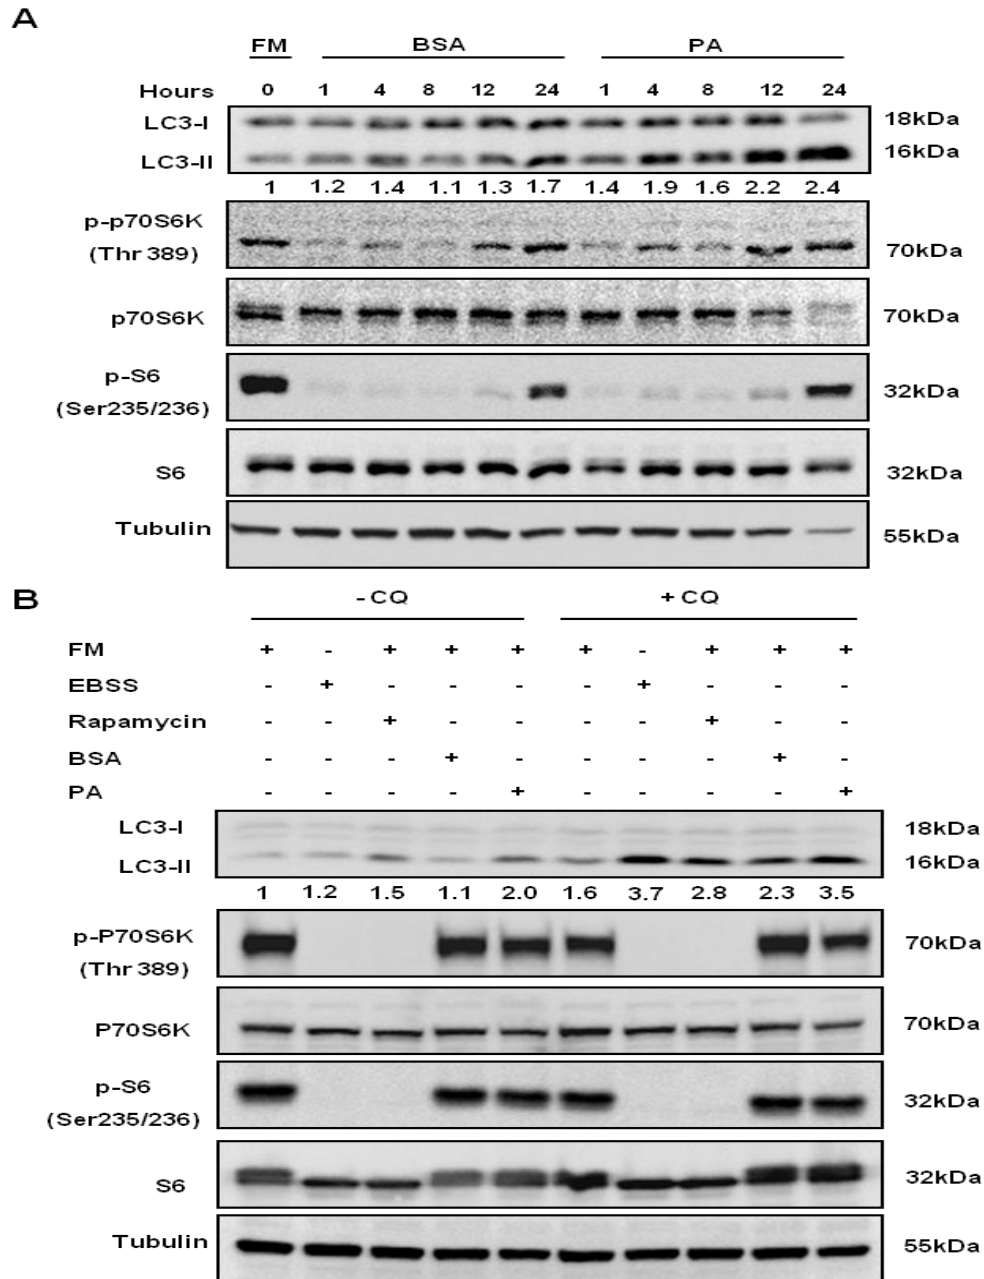 A
FM BSA PA
Hours 0 1 4 8 12 24 1 4 8 12 24
LC3-I 18kDa
LC3-II 16kDa
1 1.2 1.4 1.1 1.3 1.7 1.4 1.9 1.6 2.2 2.4
p-p70S6K
(Thr 389) 70kDa
p70S6K 70kDa
p-S6
(Ser235/236) 32kDa
S6 32kDa
Tubulin 55kDa
B
- CQ + CQ
FM + - + + + + - + + +
EBSS - + - - - - + - - -
Rapamycin - - + - - - - + - -
BSA - - - + - - - - + -
PA - - - - + - - - - +
LC3-I 18kDa
LC3-II 16kDa
1 1.2 1.5 1.1 2.0 1.6 3.7 2.8 2.3 3.5
p-P70S6K 70kDa
(Thr 389)
P70S6K 70kDa
p-S6 32kDa
(Ser235/236)
S6 32kDa
Tubulin 55kDa